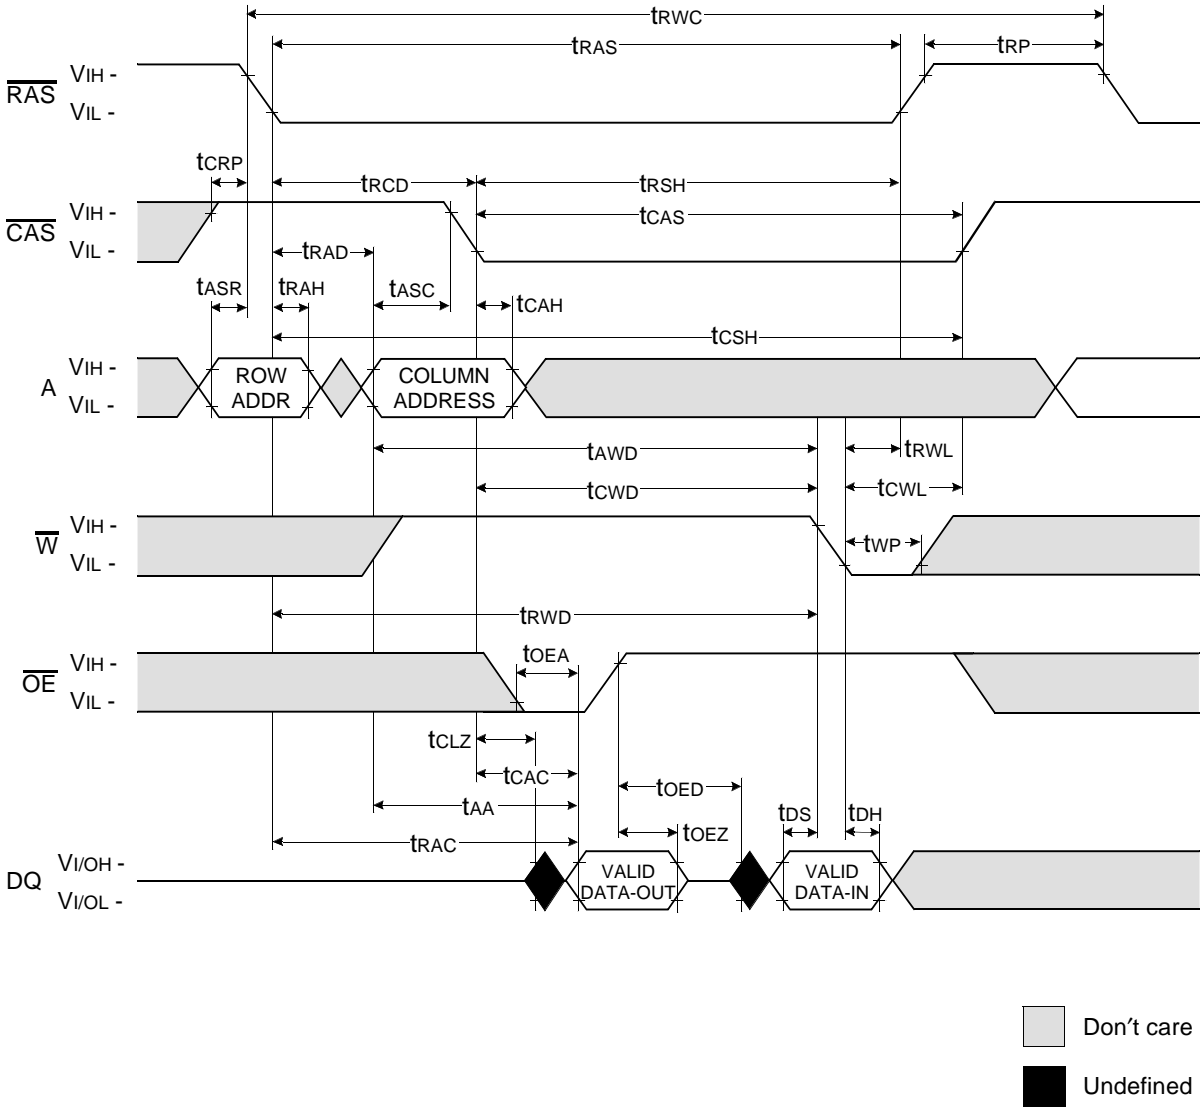 tRWC
tRAS
tRP
RAS
VIH -
VIL -
tCRP
tRCD
tRSH
CAS
VIH -
VIL -
tCAS
tRAD
tASR
tRAH
tASC
tCAH
tCSH
A
VIH -
VIL -
ROW
ADDR
COLUMN
ADDRESS
tAWD
tRWL
tCWD
tCWL
W
VIH -
VIL -
tWP
tRWD
OE
VIH -
VIL -
tOEA
tCLZ
tCAC
tOED
tAA
tDS
tDH
tOEZ
tRAC
DQ
VI/OH -
VI/OL -
VALID
DATA-OUT
VALID
DATA-IN
Don′t care
Undefined